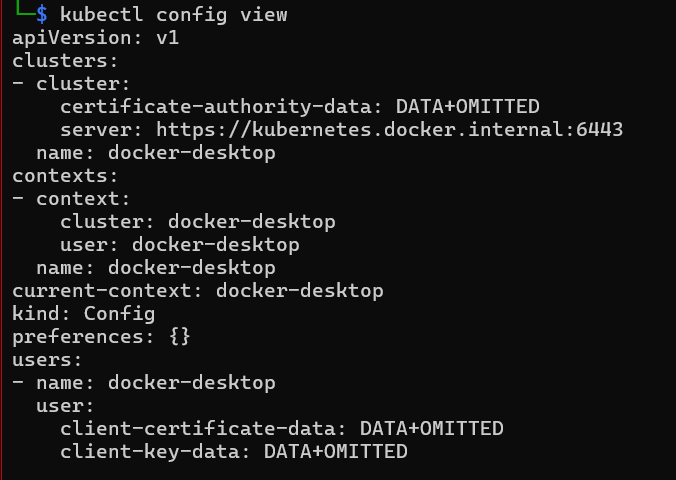 └─$ kubectl config view
apiVersion: v1
clusters:
- cluster:
    certificate-authority-data: DATA+OMITTED
    server: https://kubernetes.docker.internal:6443
  name: docker-desktop
contexts:
- context:
    cluster: docker-desktop
    user: docker-desktop
  name: docker-desktop
current-context: docker-desktop
kind: Config
preferences: {}
users:
- name: docker-desktop
  user:
    client-certificate-data: DATA+OMITTED
    client-key-data: DATA+OMITTED